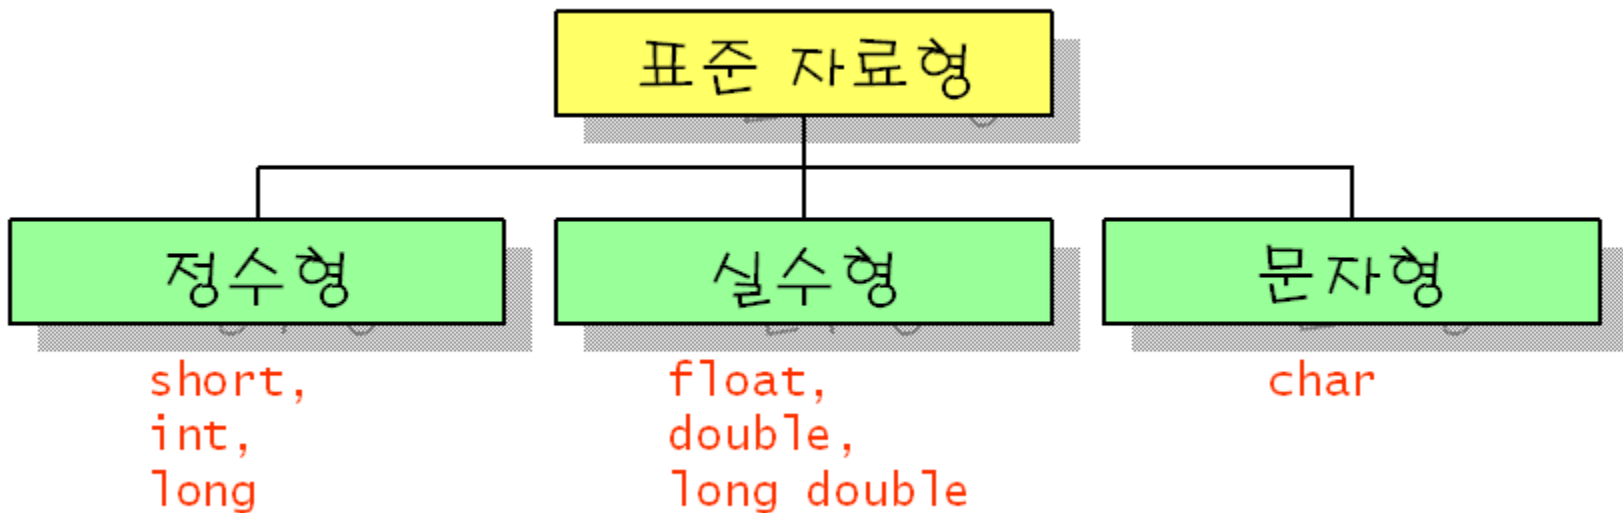 표준 자료형
정수형
실수형
문자형
short,
int,
long
float,
double,
long double
char